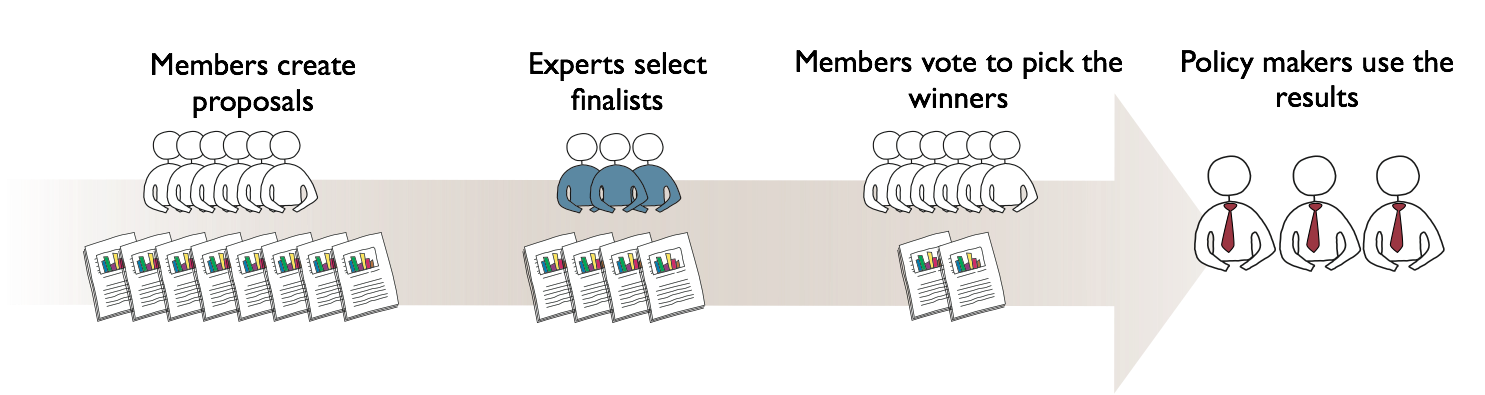 Members create
proposals
Experts select
finalists
Members vote to pick the
winners
Policy makers use the
results